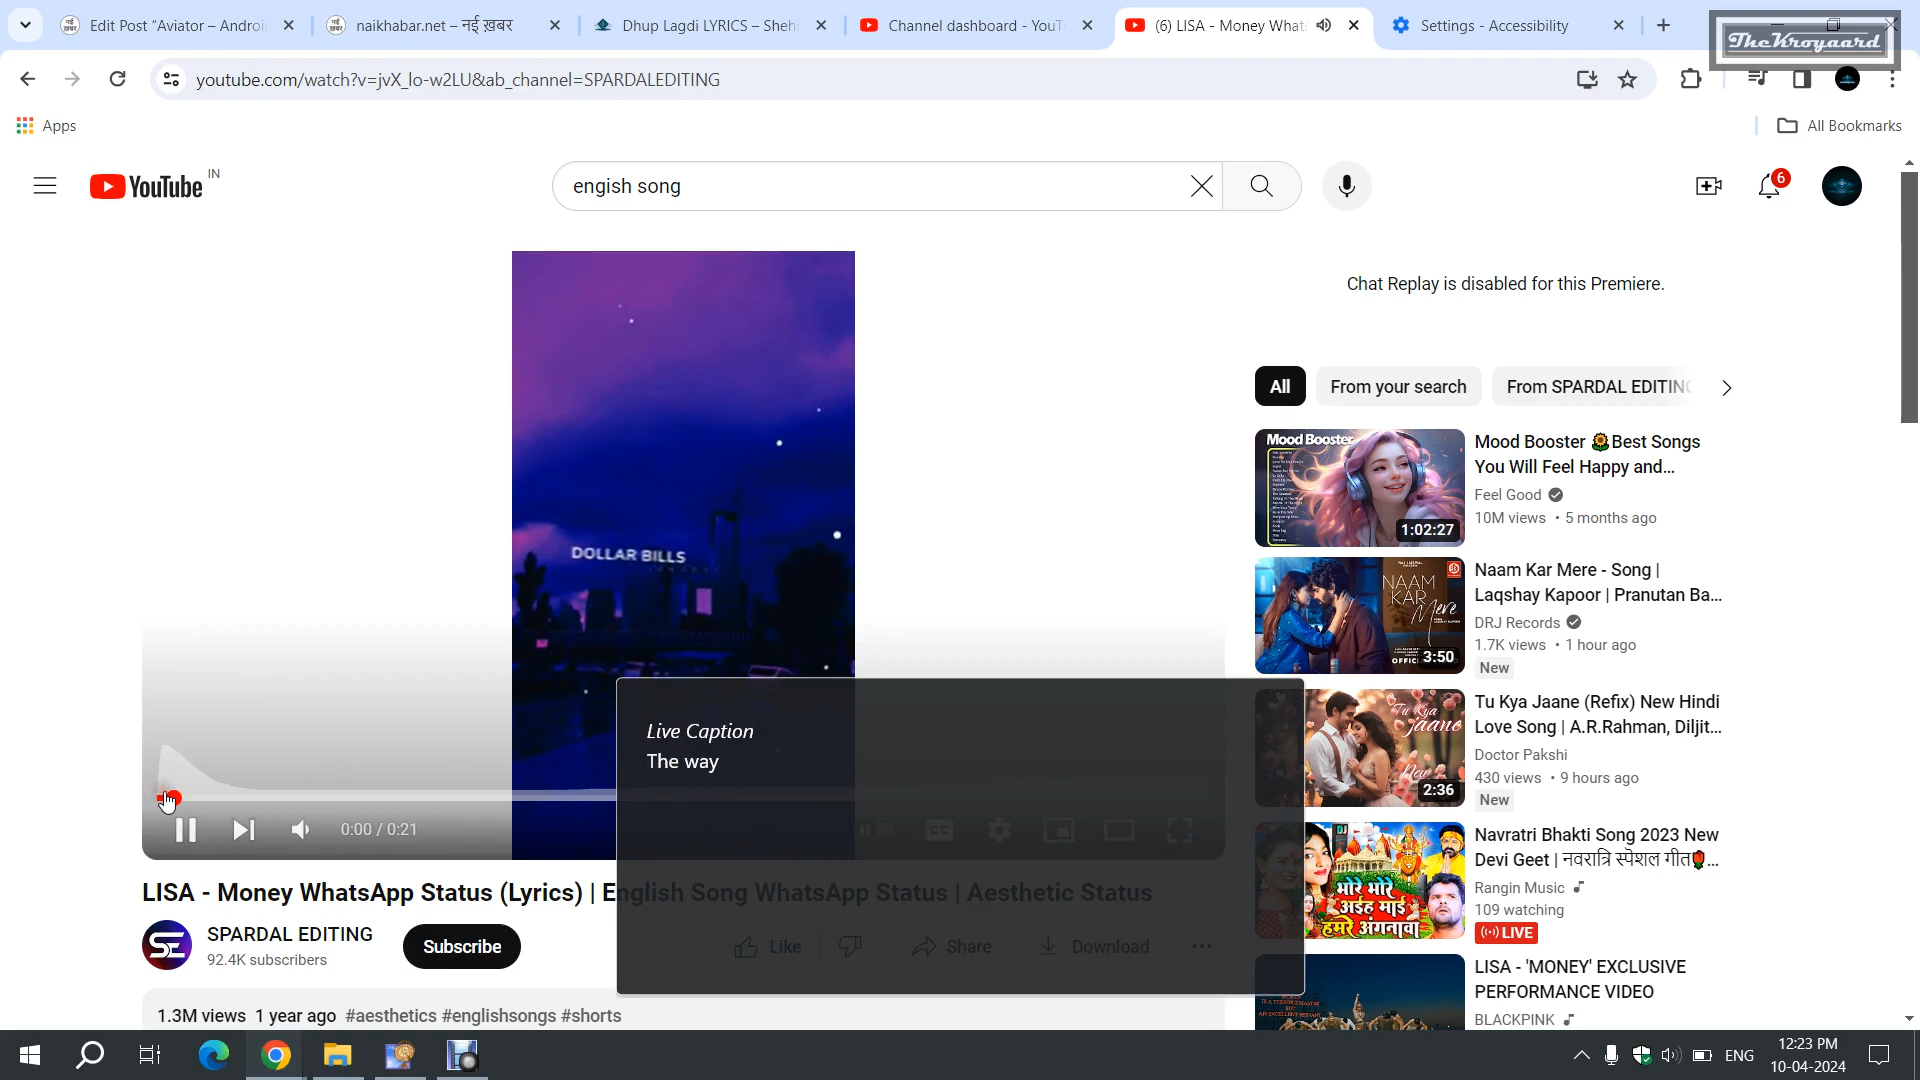 Edit Post “Aviator – Androi
naikhabar.net – नई ख़बर
Dhup Lagdi LYRICS – Sheh
Channel dashboard - YouTu
(6) LISA - Money What
Settings - Accessibility
TheKroyaard
youtube.com/watch?v=jvX_lo-w2LU&ab_channel=SPARDALEDITING
Apps
All Bookmarks
YouTube IN
engish song
6
Chat Replay is disabled for this Premiere.
DOLLAR BILLS
All
From your search
From SPARDAL EDITING
Mood Booster
1:02:27
Mood Booster 🌻Best Songs
You Will Feel Happy and...
Feel Good
10M views • 5 months ago
NAAM
KAR
Mere
3:50
Naam Kar Mere - Song |
Laqshay Kapoor | Pranutan Ba...
DRJ Records
1.7K views • 1 hour ago
New
Tu Kya
jaane
2:36
Tu Kya Jaane (Refix) New Hindi
Love Song | A.R.Rahman, Diljit...
Doctor Pakshi
430 views • 9 hours ago
New
Live Caption
The way
0:00 / 0:21
DJ
भोरे भोरे
अईह माई
हमरे अंगनावा
Navratri Bhakti Song 2023 New
Devi Geet | नवरात्रि स्पेशल गीत🌹...
Rangin Music
109 watching
LIVE
LISA - Money WhatsApp Status (Lyrics) | English Song WhatsApp Status | Aesthetic Status
SE
SPARDAL EDITING
92.4K subscribers
Subscribe
Like
Share
Download
LISA - 'MONEY' EXCLUSIVE
PERFORMANCE VIDEO
BLACKPINK
1.3M views 1 year ago #aesthetics #englishsongs #shorts
ENG
12:23 PM
10-04-2024